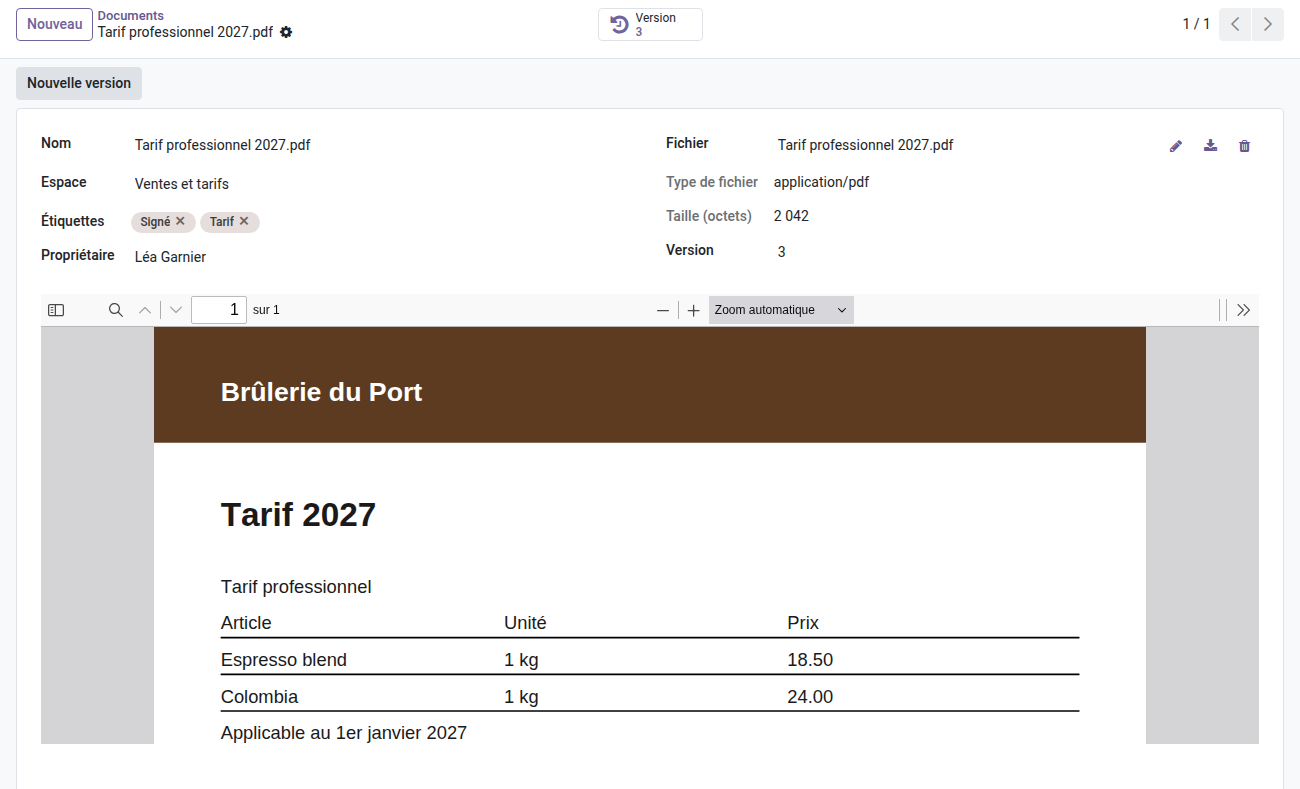 Nouveau
Documents
Tarif professionnel 2027.pdf
Version
3
1 / 1
Nouvelle version
Nom
Tarif professionnel 2027.pdf
Fichier
Tarif professionnel 2027.pdf
Espace
Ventes et tarifs
Type de fichier
application/pdf
Étiquettes
Signé ✕
Tarif ✕
Taille (octets)
2 042
Propriétaire
Léa Garnier
Version
3
1 sur 1
Zoom automatique
Brûlerie du Port
Tarif 2027
Tarif professionnel
Article Unité Prix
Espresso blend 1 kg 18.50
Colombia 1 kg 24.00
Applicable au 1er janvier 2027